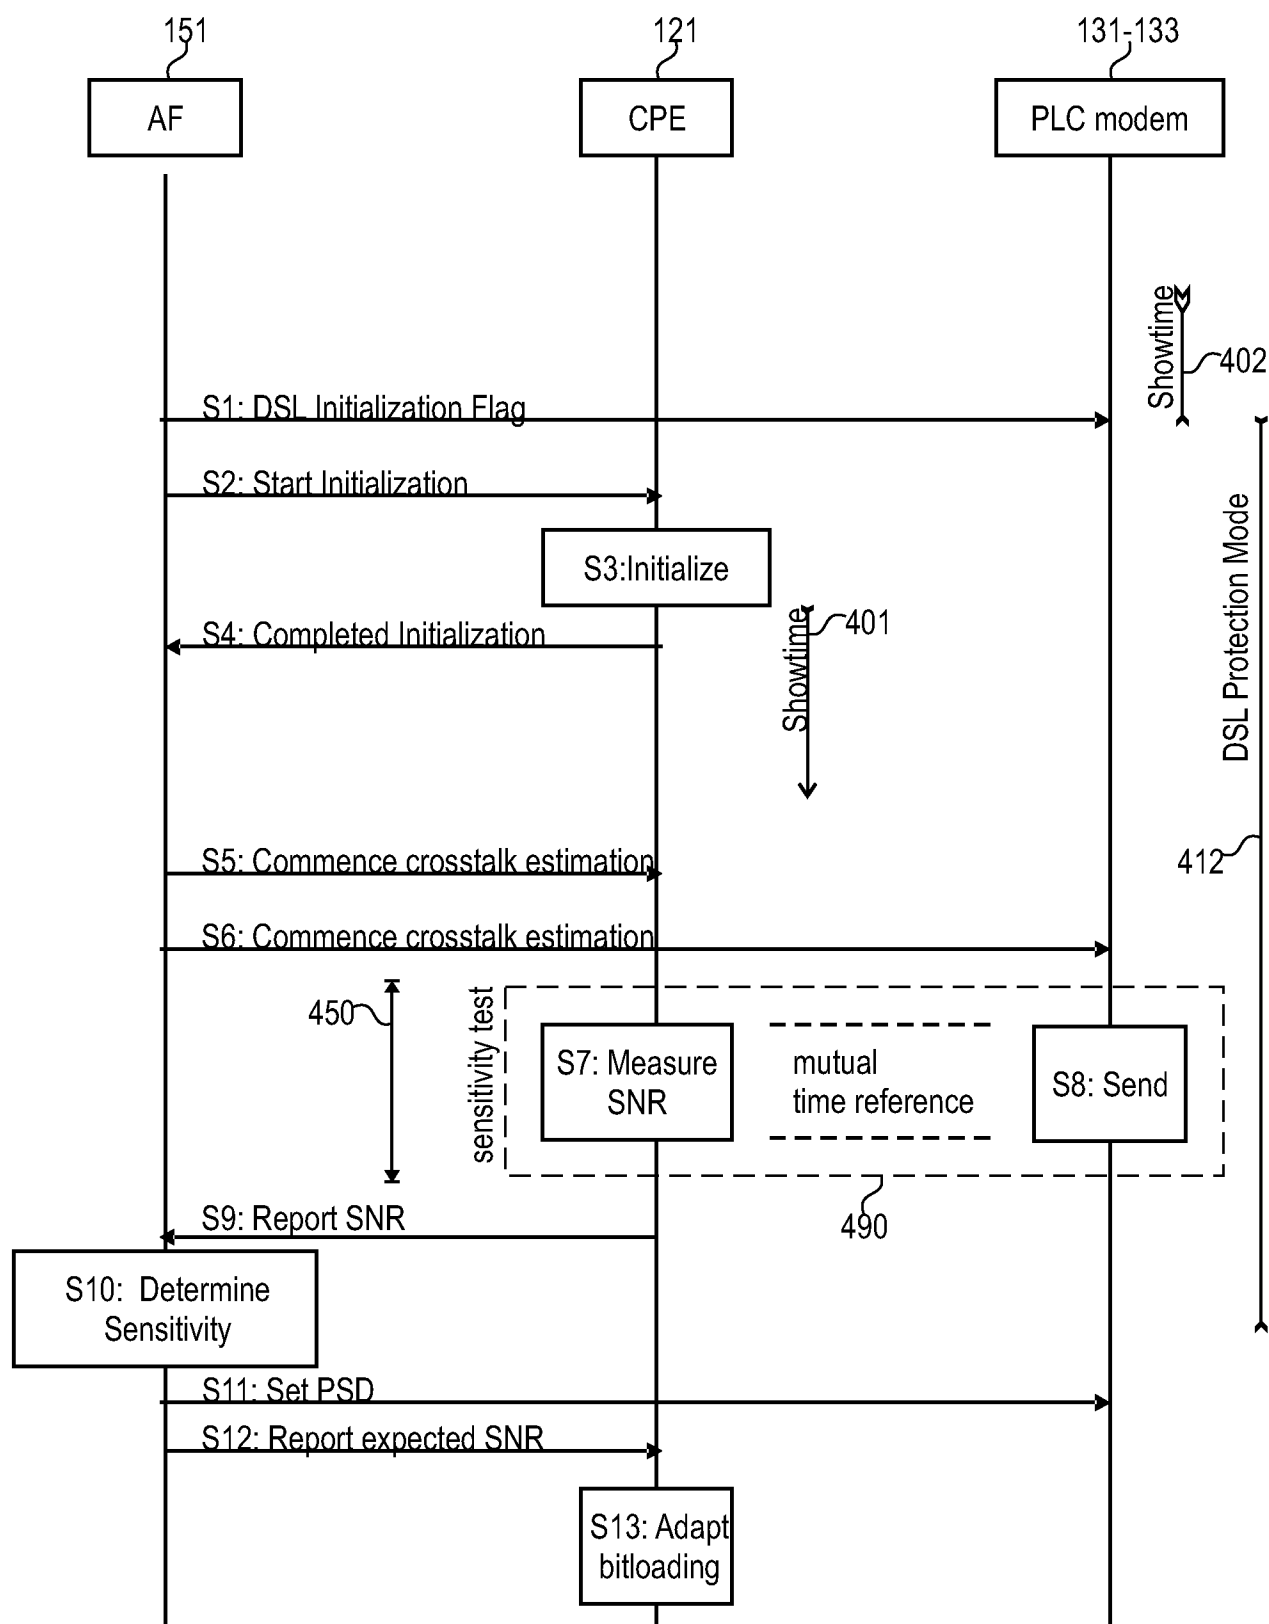 151
121
131-133
AF
CPE
PLC modem
Showtime
402
S1: DSL Initialization Flag
S2: Start Initialization
DSL Protection Mode
S3:Initialize
401
S4: Completed Initialization
Showtime
S5: Commence crosstalk estimation
412
S6: Commence crosstalk estimation
450
sensitivity test
S7: Measure
SNR
mutual
time reference
S8: Send
S9: Report SNR
490
S10: Determine
Sensitivity
S11: Set PSD
S12: Report expected SNR
S13: Adapt
bitloading